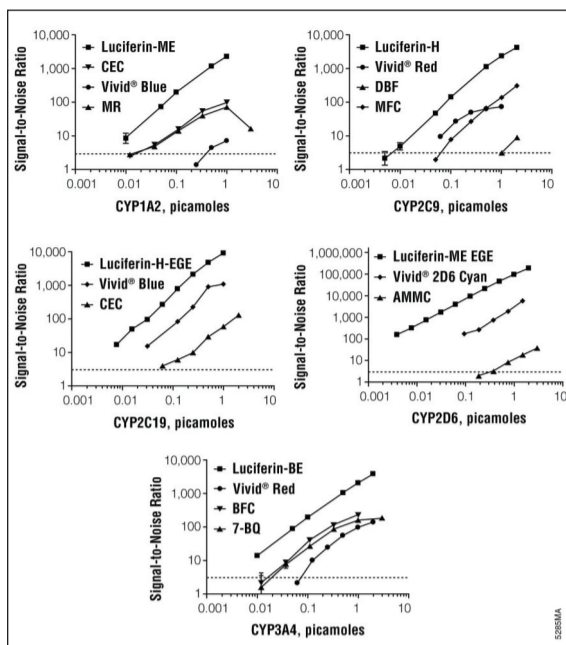 10,000
1,000
100
10
1
Signal-to-Noise Ratio
Luciferin-ME
CEC
Vivid® Blue
MR
0.001 0.01 0.1 1 10
CYP1A2, picamoles
10,000
1,000
100
10
1
Signal-to-Noise Ratio
Luciferin-H
Vivid® Red
DBF
MFC
0.001 0.01 0.1 1 10
CYP2C9, picamoles
10,000
1,000
100
10
1
Signal-to-Noise Ratio
Luciferin-H-EGE
Vivid® Blue
CEC
0.001 0.01 0.1 1 10
CYP2C19, picamoles
1,000,000
100,000
10,000
1,000
100
10
1
Signal-to-Noise Ratio
Luciferin-ME EGE
Vivid® 2D6 Cyan
AMMC
0.001 0.01 0.1 1 10
CYP2D6, picamoles
10,000
1,000
100
10
1
Signal-to-Noise Ratio
Luciferin-BE
Vivid® Red
BFC
7-BQ
0.001 0.01 0.1 1 10
CYP3A4, picamoles
5285MA